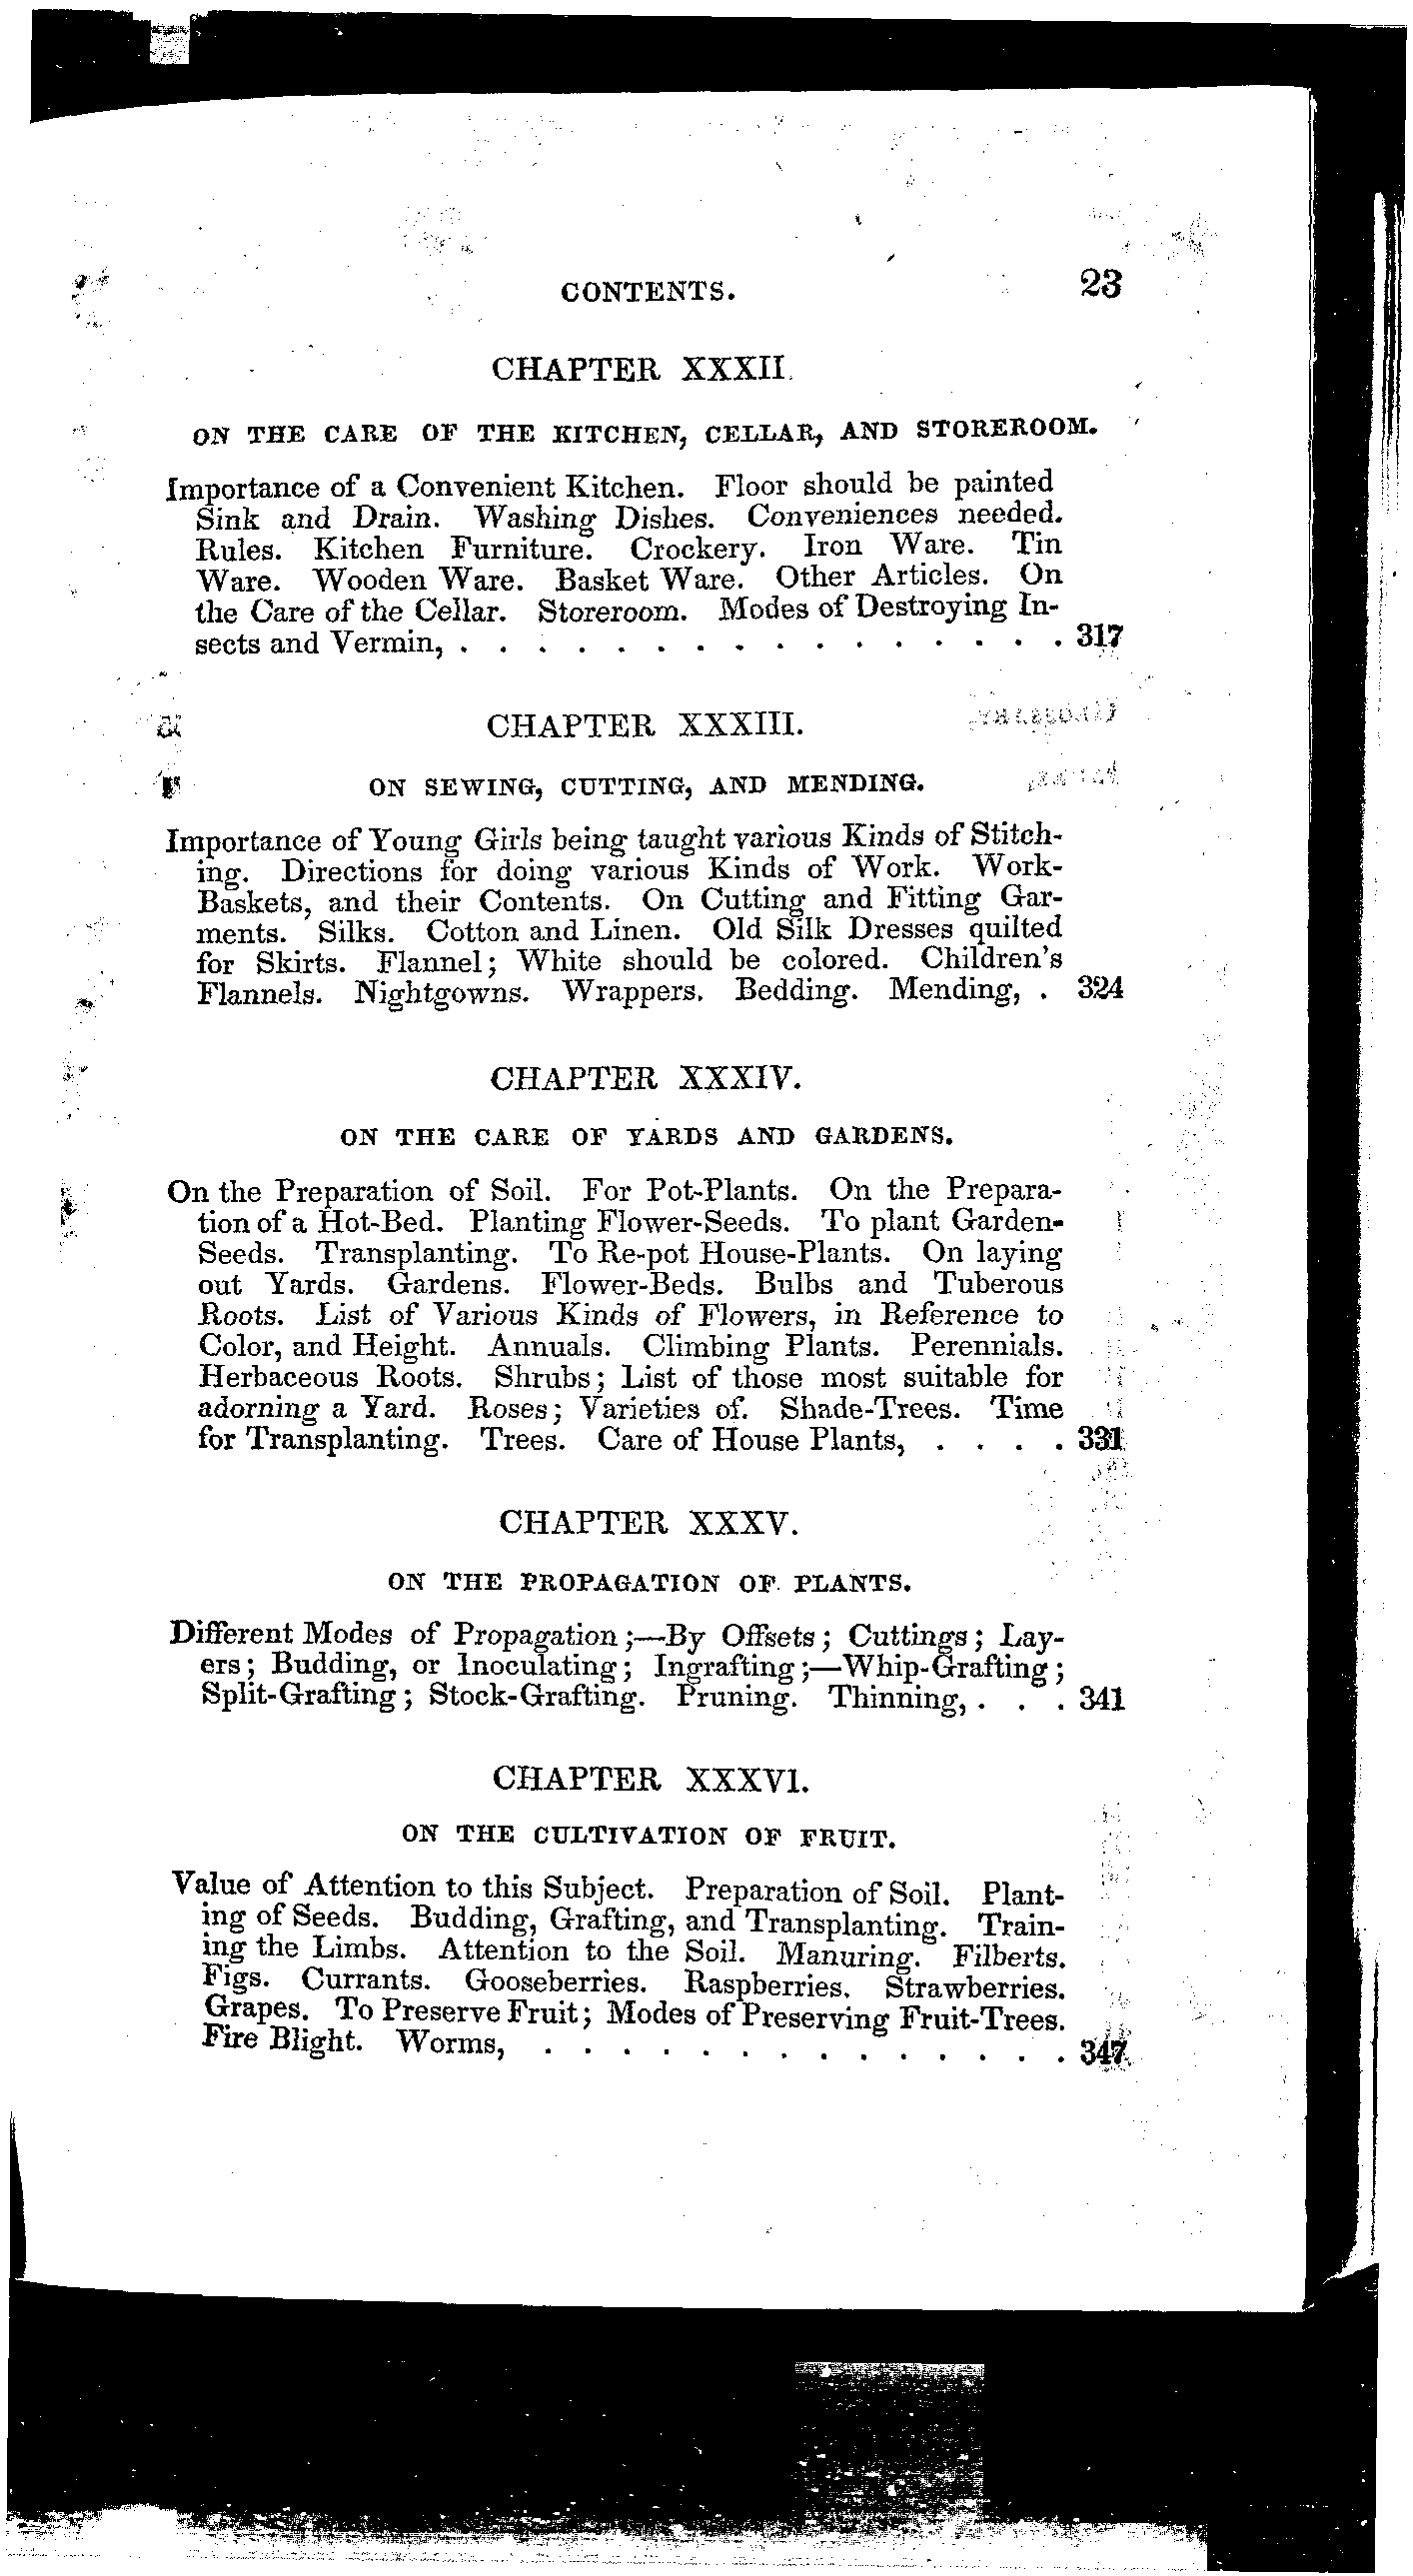 CONTENTS. 23
CHAPTER XXXII.
ON THE CARE OF THE KITCHEN, CELLAR, AND STOREROOM.
Importance of a Convenient Kitchen. Floor should be painted
Sink and Drain. Washing Dishes. Conveniences needed.
Rules. Kitchen Furniture. Crockery. Iron Ware. Tin
Ware. Wooden Ware. Basket Ware. Other Articles. On
the Care of the Cellar. Storeroom. Modes of Destroying In-
sects and Vermin, . . . . . . . . . . . . . . . . 317
CHAPTER XXXIII.
ON SEWING, CUTTING, AND MENDING.
Importance of Young Girls being taught various Kinds of Stitch-
ing. Directions for doing various Kinds of Work. Work-
Baskets, and their Contents. On Cutting and Fitting Gar-
ments. Silks. Cotton and Linen. Old Silk Dresses quilted
for Skirts. Flannel; White should be colored. Children's
Flannels. Nightgowns. Wrappers. Bedding. Mending, . 324
CHAPTER XXXIV.
ON THE CARE OF YARDS AND GARDENS.
On the Preparation of Soil. For Pot-Plants. On the Prepara-
tion of a Hot-Bed. Planting Flower-Seeds. To plant Garden-
Seeds. Transplanting. To Re-pot House-Plants. On laying
out Yards. Gardens. Flower-Beds. Bulbs and Tuberous
Roots. List of Various Kinds of Flowers, in Reference to
Color, and Height. Annuals. Climbing Plants. Perennials.
Herbaceous Roots. Shrubs; List of those most suitable for
adorning a Yard. Roses; Varieties of. Shade-Trees. Time
for Transplanting. Trees. Care of House Plants, . . . . 331
CHAPTER XXXV.
ON THE PROPAGATION OF PLANTS.
Different Modes of Propagation;—By Offsets; Cuttings; Lay-
ers; Budding, or Inoculating; Ingrafting;—Whip-Grafting;
Split-Grafting; Stock-Grafting. Pruning. Thinning, . . . 341
CHAPTER XXXVI.
ON THE CULTIVATION OF FRUIT.
Value of Attention to this Subject. Preparation of Soil. Plant-
ing of Seeds. Budding, Grafting, and Transplanting. Train-
ing the Limbs. Attention to the Soil. Manuring. Filberts.
Figs. Currants. Gooseberries. Raspberries. Strawberries.
Grapes. To Preserve Fruit; Modes of Preserving Fruit-Trees.
Fire Blight. Worms, . . . . . . . . . . . . . . 347